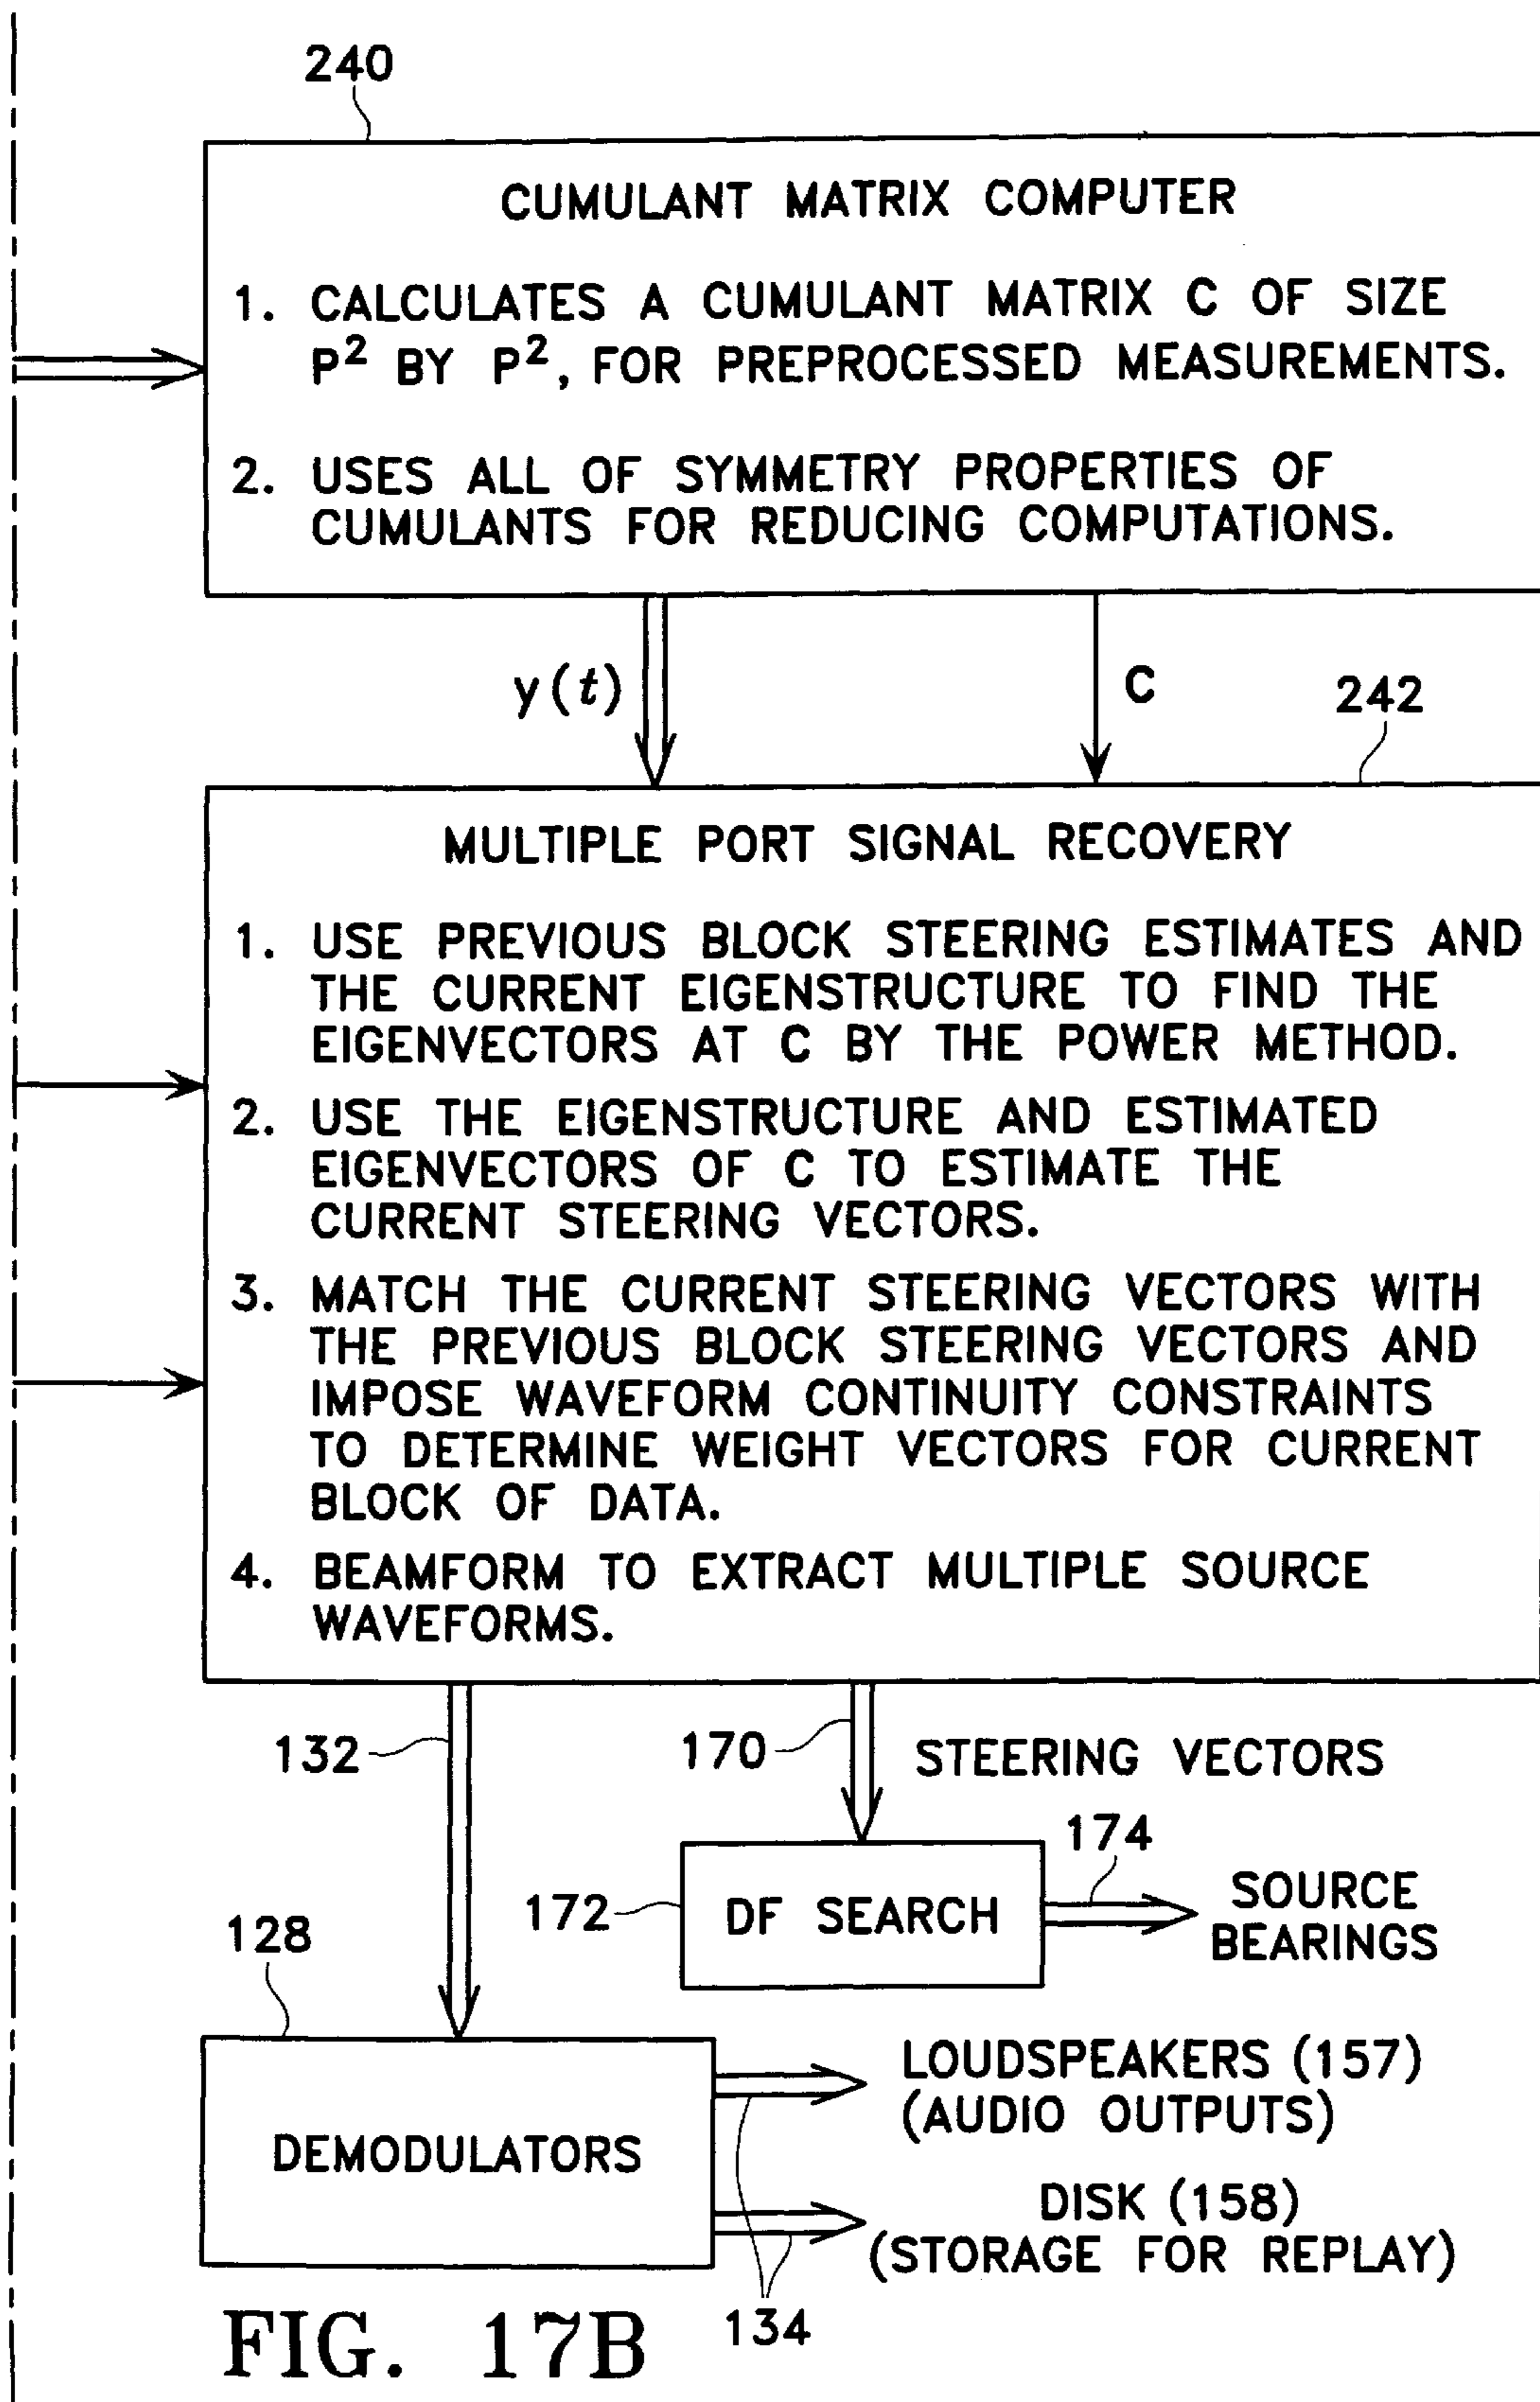 240
CUMULANT MATRIX COMPUTER
1. CALCULATES A CUMULANT MATRIX C OF SIZE
P² BY P², FOR PREPROCESSED MEASUREMENTS.
2. USES ALL OF SYMMETRY PROPERTIES OF
CUMULANTS FOR REDUCING COMPUTATIONS.
y(t)
C
242
MULTIPLE PORT SIGNAL RECOVERY
1. USE PREVIOUS BLOCK STEERING ESTIMATES AND
THE CURRENT EIGENSTRUCTURE TO FIND THE
EIGENVECTORS AT C BY THE POWER METHOD.
2. USE THE EIGENSTRUCTURE AND ESTIMATED
EIGENVECTORS OF C TO ESTIMATE THE
CURRENT STEERING VECTORS.
3. MATCH THE CURRENT STEERING VECTORS WITH
THE PREVIOUS BLOCK STEERING VECTORS AND
IMPOSE WAVEFORM CONTINUITY CONSTRAINTS
TO DETERMINE WEIGHT VECTORS FOR CURRENT
BLOCK OF DATA.
4. BEAMFORM TO EXTRACT MULTIPLE SOURCE
WAVEFORMS.
132
170
STEERING VECTORS
174
172
DF SEARCH
SOURCE
BEARINGS
128
DEMODULATORS
LOUDSPEAKERS (157)
(AUDIO OUTPUTS)
DISK (158)
(STORAGE FOR REPLAY)
134
FIG. 17B